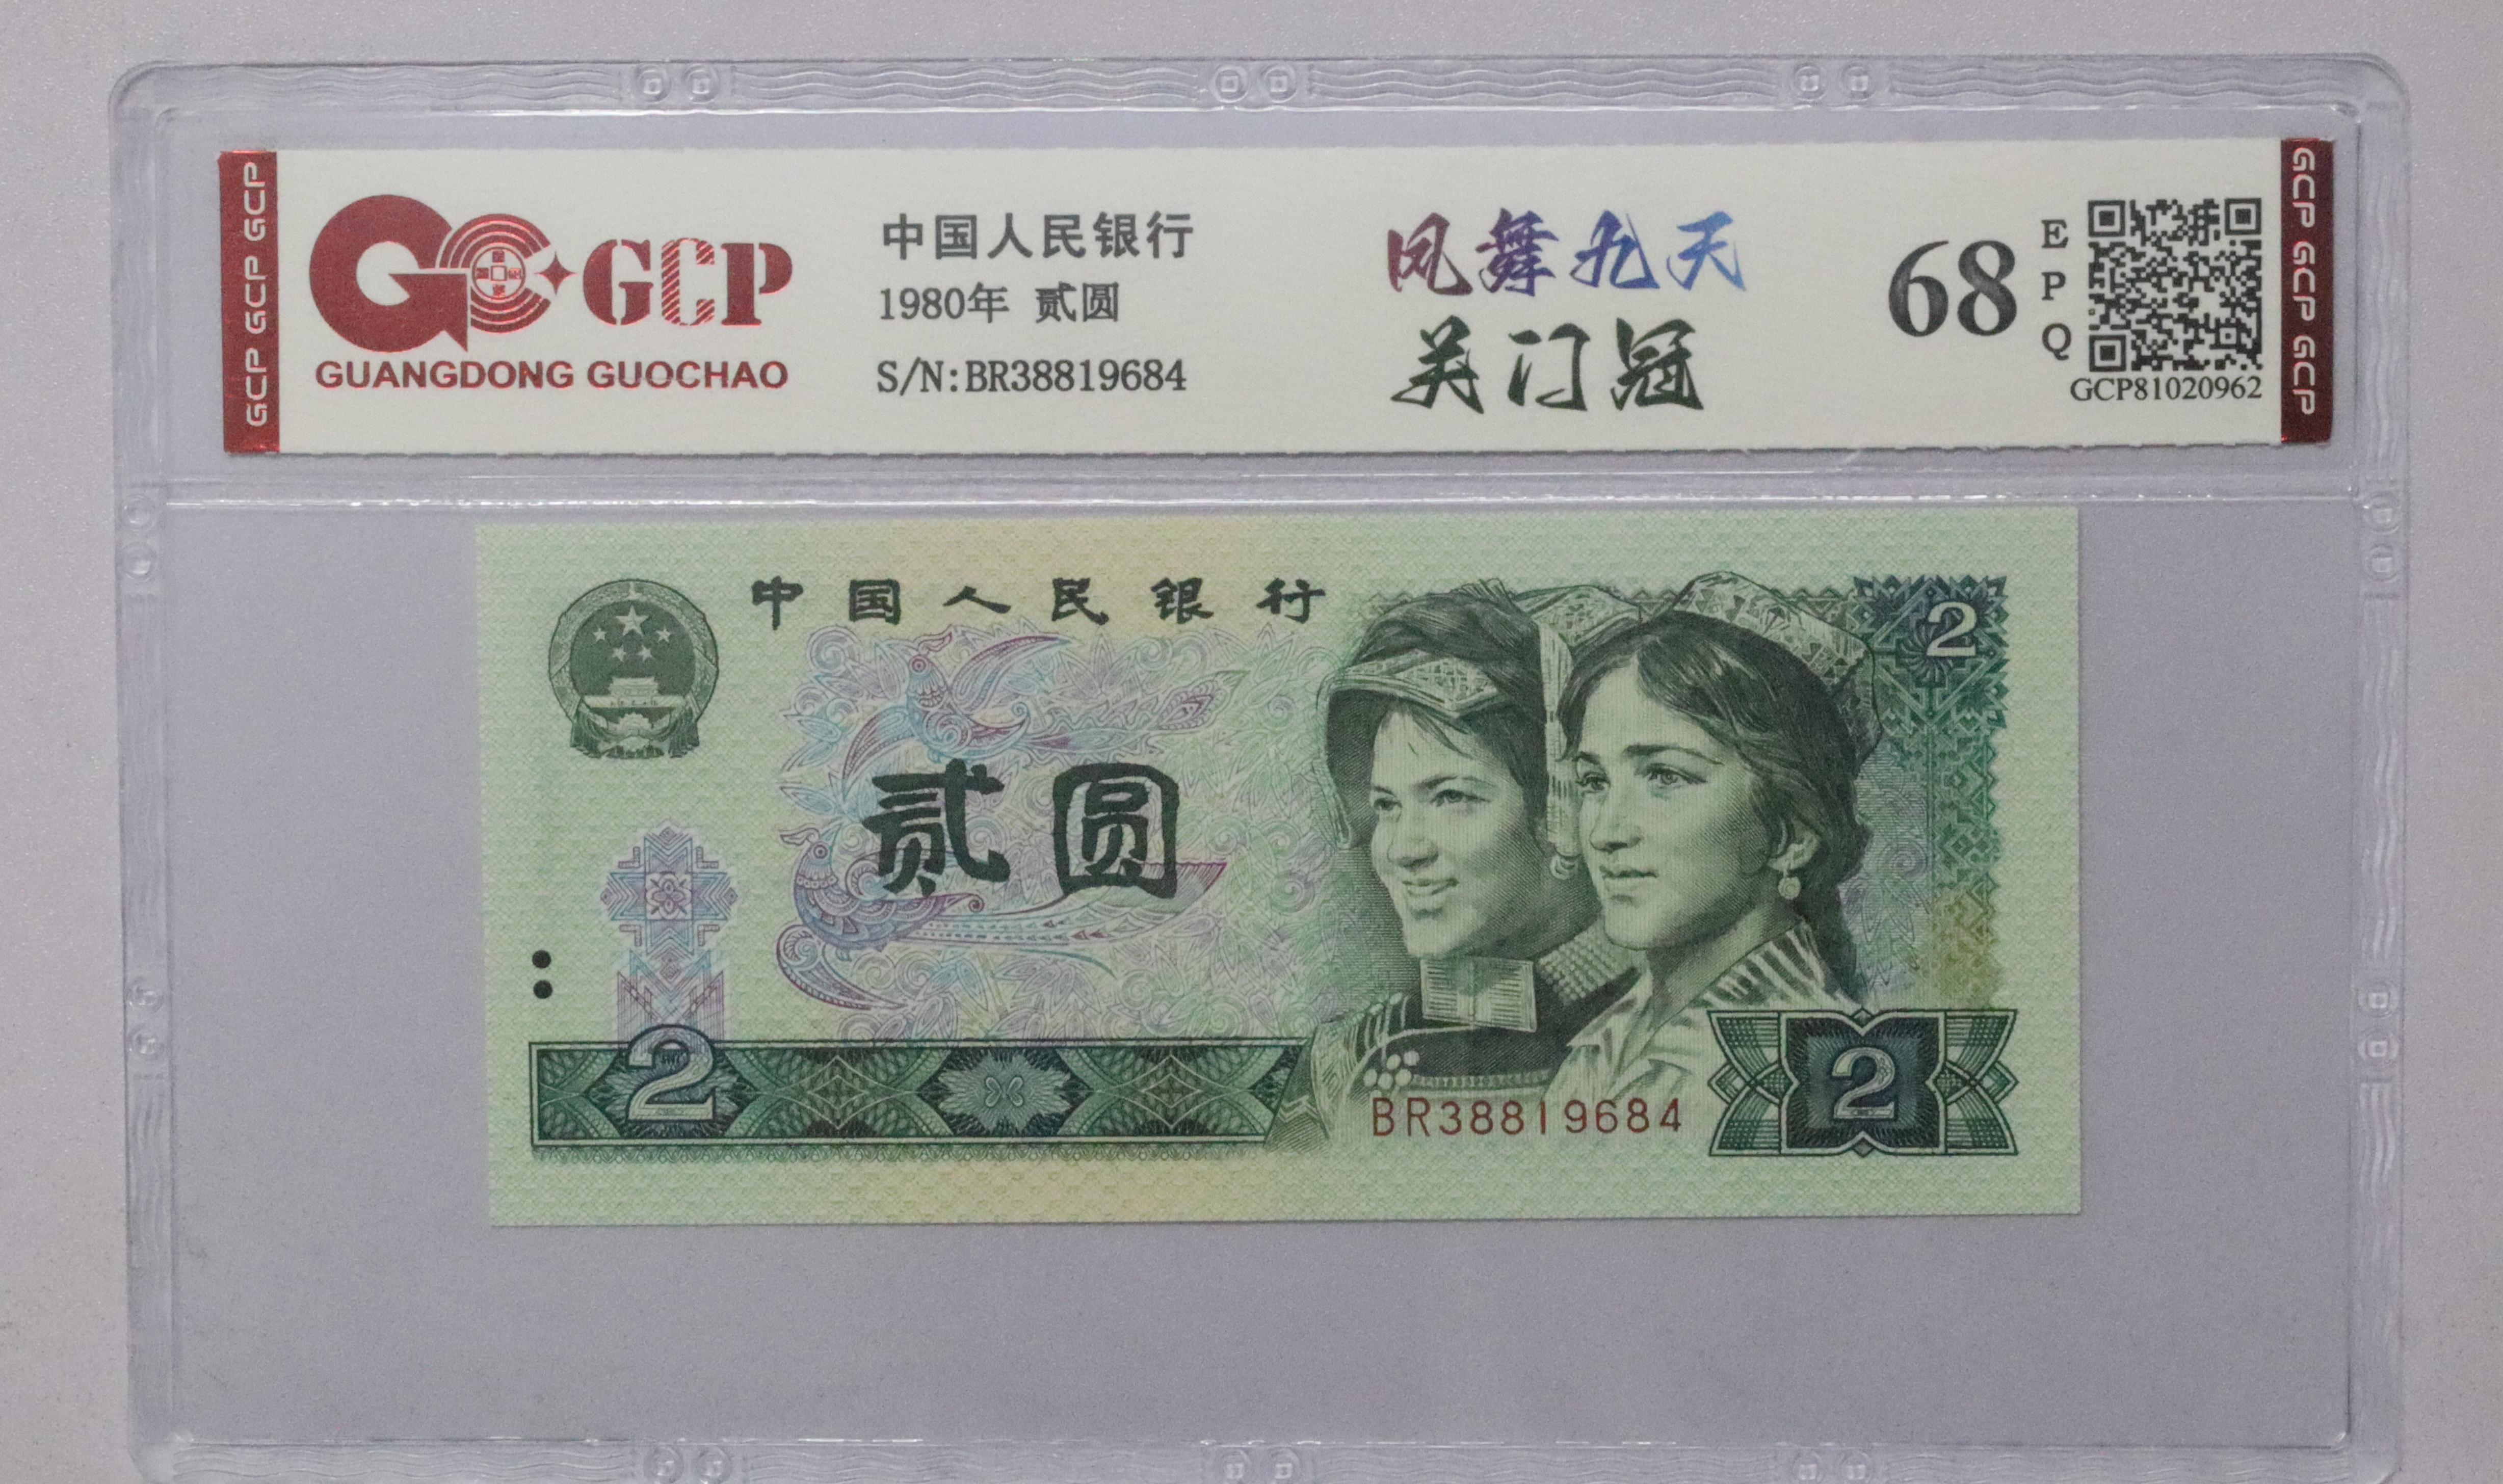 GCP GCP GCP
GCP
GUANGDONG GUOCHAO
中国人民银行
1980年 贰圆
S/N:BR38819684
凤舞九天
关门冠
68
EPQ
GCP81020962
GCP GCP GCP
中国人民银行
2
贰圆
2
BR38819684
2